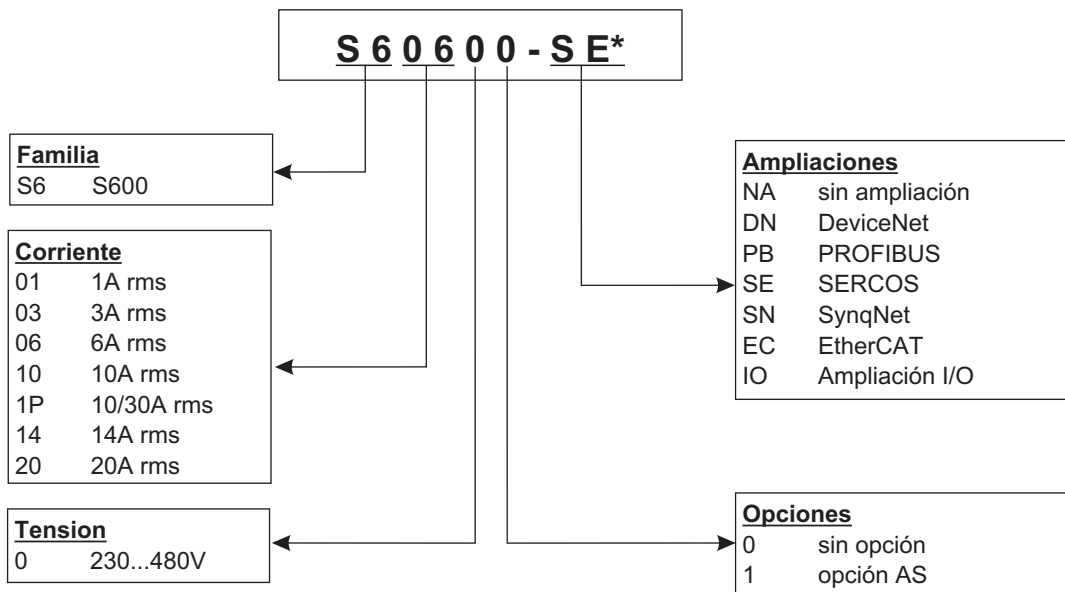 S 6 0 6 0 0 - S E*
Familia
S6 S600
Corriente
01 1A rms
03 3A rms
06 6A rms
10 10A rms
1P 10/30A rms
14 14A rms
20 20A rms
Tension
0 230...480V
Ampliaciones
NA sin ampliación
DN DeviceNet
PB PROFIBUS
SE SERCOS
SN SynqNet
EC EtherCAT
IO Ampliación I/O
Opciones
0 sin opción
1 opción AS